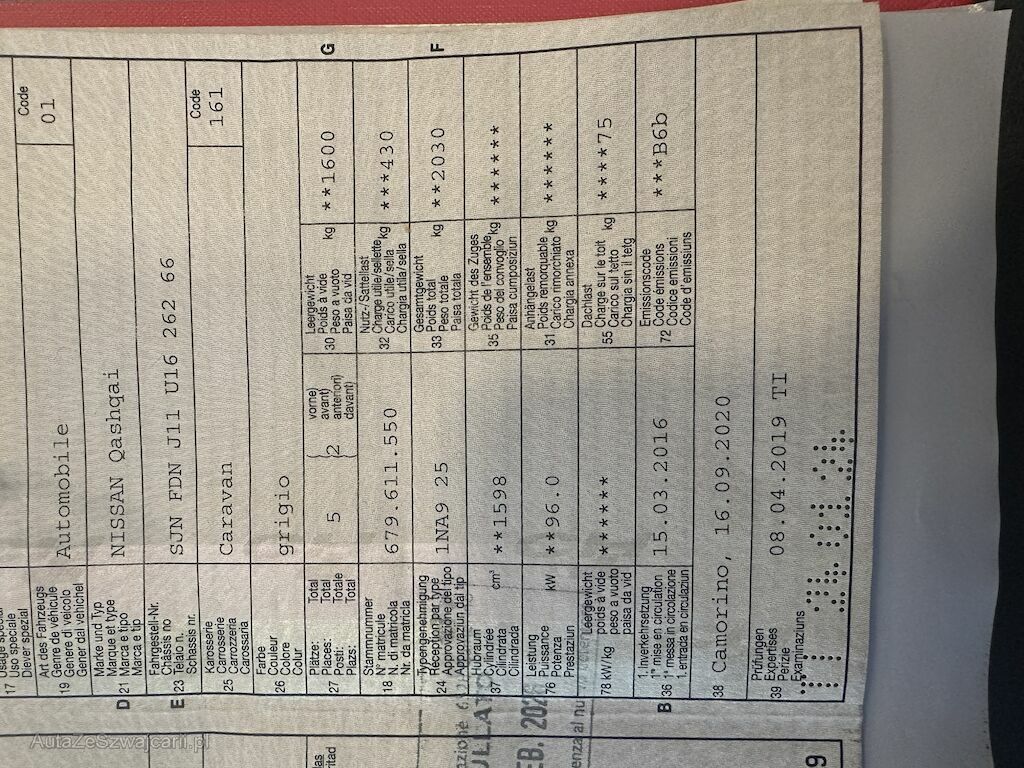 17 Uso speciale
Diever spezial
Art des Fahrzeugs
Genre de véhicule
19 Genere di veicolo
Gener dal vehichel
Automobile
Code
01
Marke und Typ
Marque et type
D 21 Marca e tipo
Marca e tip
NISSAN Qashqai
Fahrgestell-Nr.
Châssis no
E 23 Telaio n.
Schassis nr.
SJN FDN J11 U16 262 66
Karosserie
Carrosserie
25 Carrozzeria
Carossaria
Caravan
Code
161
Farbe
Couleur
26 Colore
Colur
grigio
Plätze: Total
Places: Total
27 Posti: Totale
Plazs: Total
5
2
vorne)
avant)
anteriori)
davant)
Leergewicht
Poids à vide
30 Peso a vuoto kg
Paisa da vid
**1600
G
Stammnummer
N° matricule
18 N. di matricola
Nr. da matricla
679.611.550
Nutz-/Sattellast
Charge utile/sellette
32 Carico utile/sella kg
Chargia utila/sella
***430
Typengenehmigung
Réception par type
24 Approvazione del tipo
Approvaziun dal tip
1NA9 25
Gesamtgewicht
Poids total
33 Peso totale kg
Paisa totala
**2030
F
Hubraum
Cylindrée
37 Cilindrata cm³
Cilindrada
**1598
Gewicht des Zuges
Poids de l'ensemble
35 Peso del convoglio kg
Paisa cumposiziun
******
Leistung
Puissance
76 Potenza kW
Prestaziun
**96.0
Anhängelast
Poids remorquable
31 Carico rimorchiato kg
Chargia annexa
******
Leergewicht
poids à vide
78 kW/kg peso a vuoto
paisa da vid
******
Dachlast
Charge sur le toit
55 Carico sul tetto kg
Chargia sin il tetg
****75
1. Inverkehrsetzung
1re mise en circulation
B 36 1a messa in circolazione
1. entrada en circulaziun
15.03.2016
Emissionscode
Code émissions
72 Codice emissioni
Code d'emissiuns
***B6b
38 Camorino, 16.09.2020
Prüfungen
Expertises
39 Perizie
Examinaziuns
08.04.2019 TI
AutaZeSzwajcarii.pl